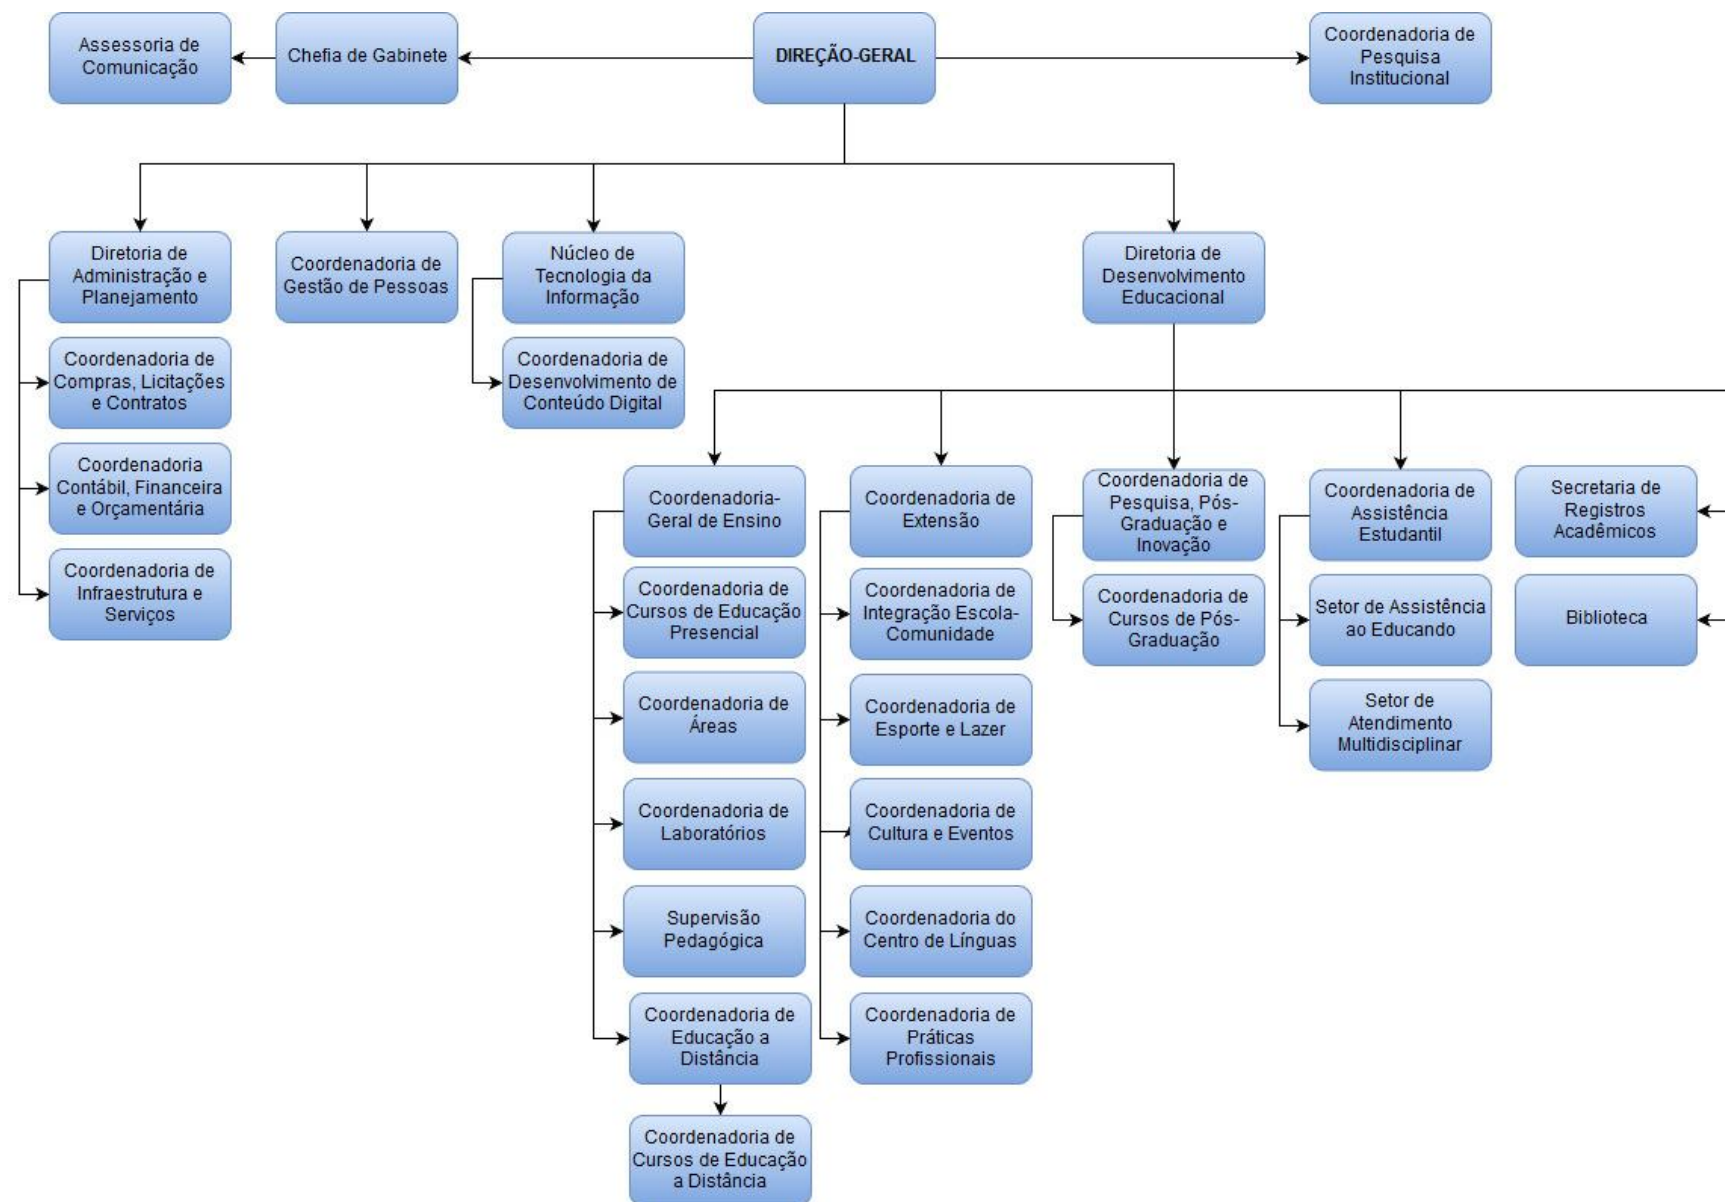 Assessoria de
Comunicação
Chefia de Gabinete
DIREÇÃO-GERAL
Coordenadoria de
Pesquisa
Institucional
Diretoria de
Administração e
Planejamento
Coordenadoria de
Gestão de Pessoas
Núcleo de
Tecnologia da
Informação
Diretoria de
Desenvolvimento
Educacional
Coordenadoria de
Compras, Licitações
e Contratos
Coordenadoria de
Desenvolvimento de
Conteúdo Digital
Coordenadoria
Contábil, Financeira
e Orçamentária
Coordenadoria de
Infraestrutura e
Serviços
Coordenadoria-
Geral de Ensino
Coordenadoria de
Extensão
Coordenadoria de
Pesquisa, Pós-
Graduação e
Inovação
Coordenadoria de
Assistência
Estudantil
Secretaria de
Registros
Acadêmicos
Coordenadoria de
Cursos de Educação
Presencial
Coordenadoria de
Integração Escola-
Comunidade
Coordenadoria de
Cursos de Pós-
Graduação
Setor de Assistência
ao Educando
Biblioteca
Coordenadoria de
Áreas
Coordenadoria de
Esporte e Lazer
Setor de
Atendimento
Multidisciplinar
Coordenadoria de
Laboratórios
Coordenadoria de
Cultura e Eventos
Supervisão
Pedagógica
Coordenadoria do
Centro de Línguas
Coordenadoria de
Educação a
Distância
Coordenadoria de
Práticas
Profissionais
Coordenadoria de
Cursos de Educação
a Distância